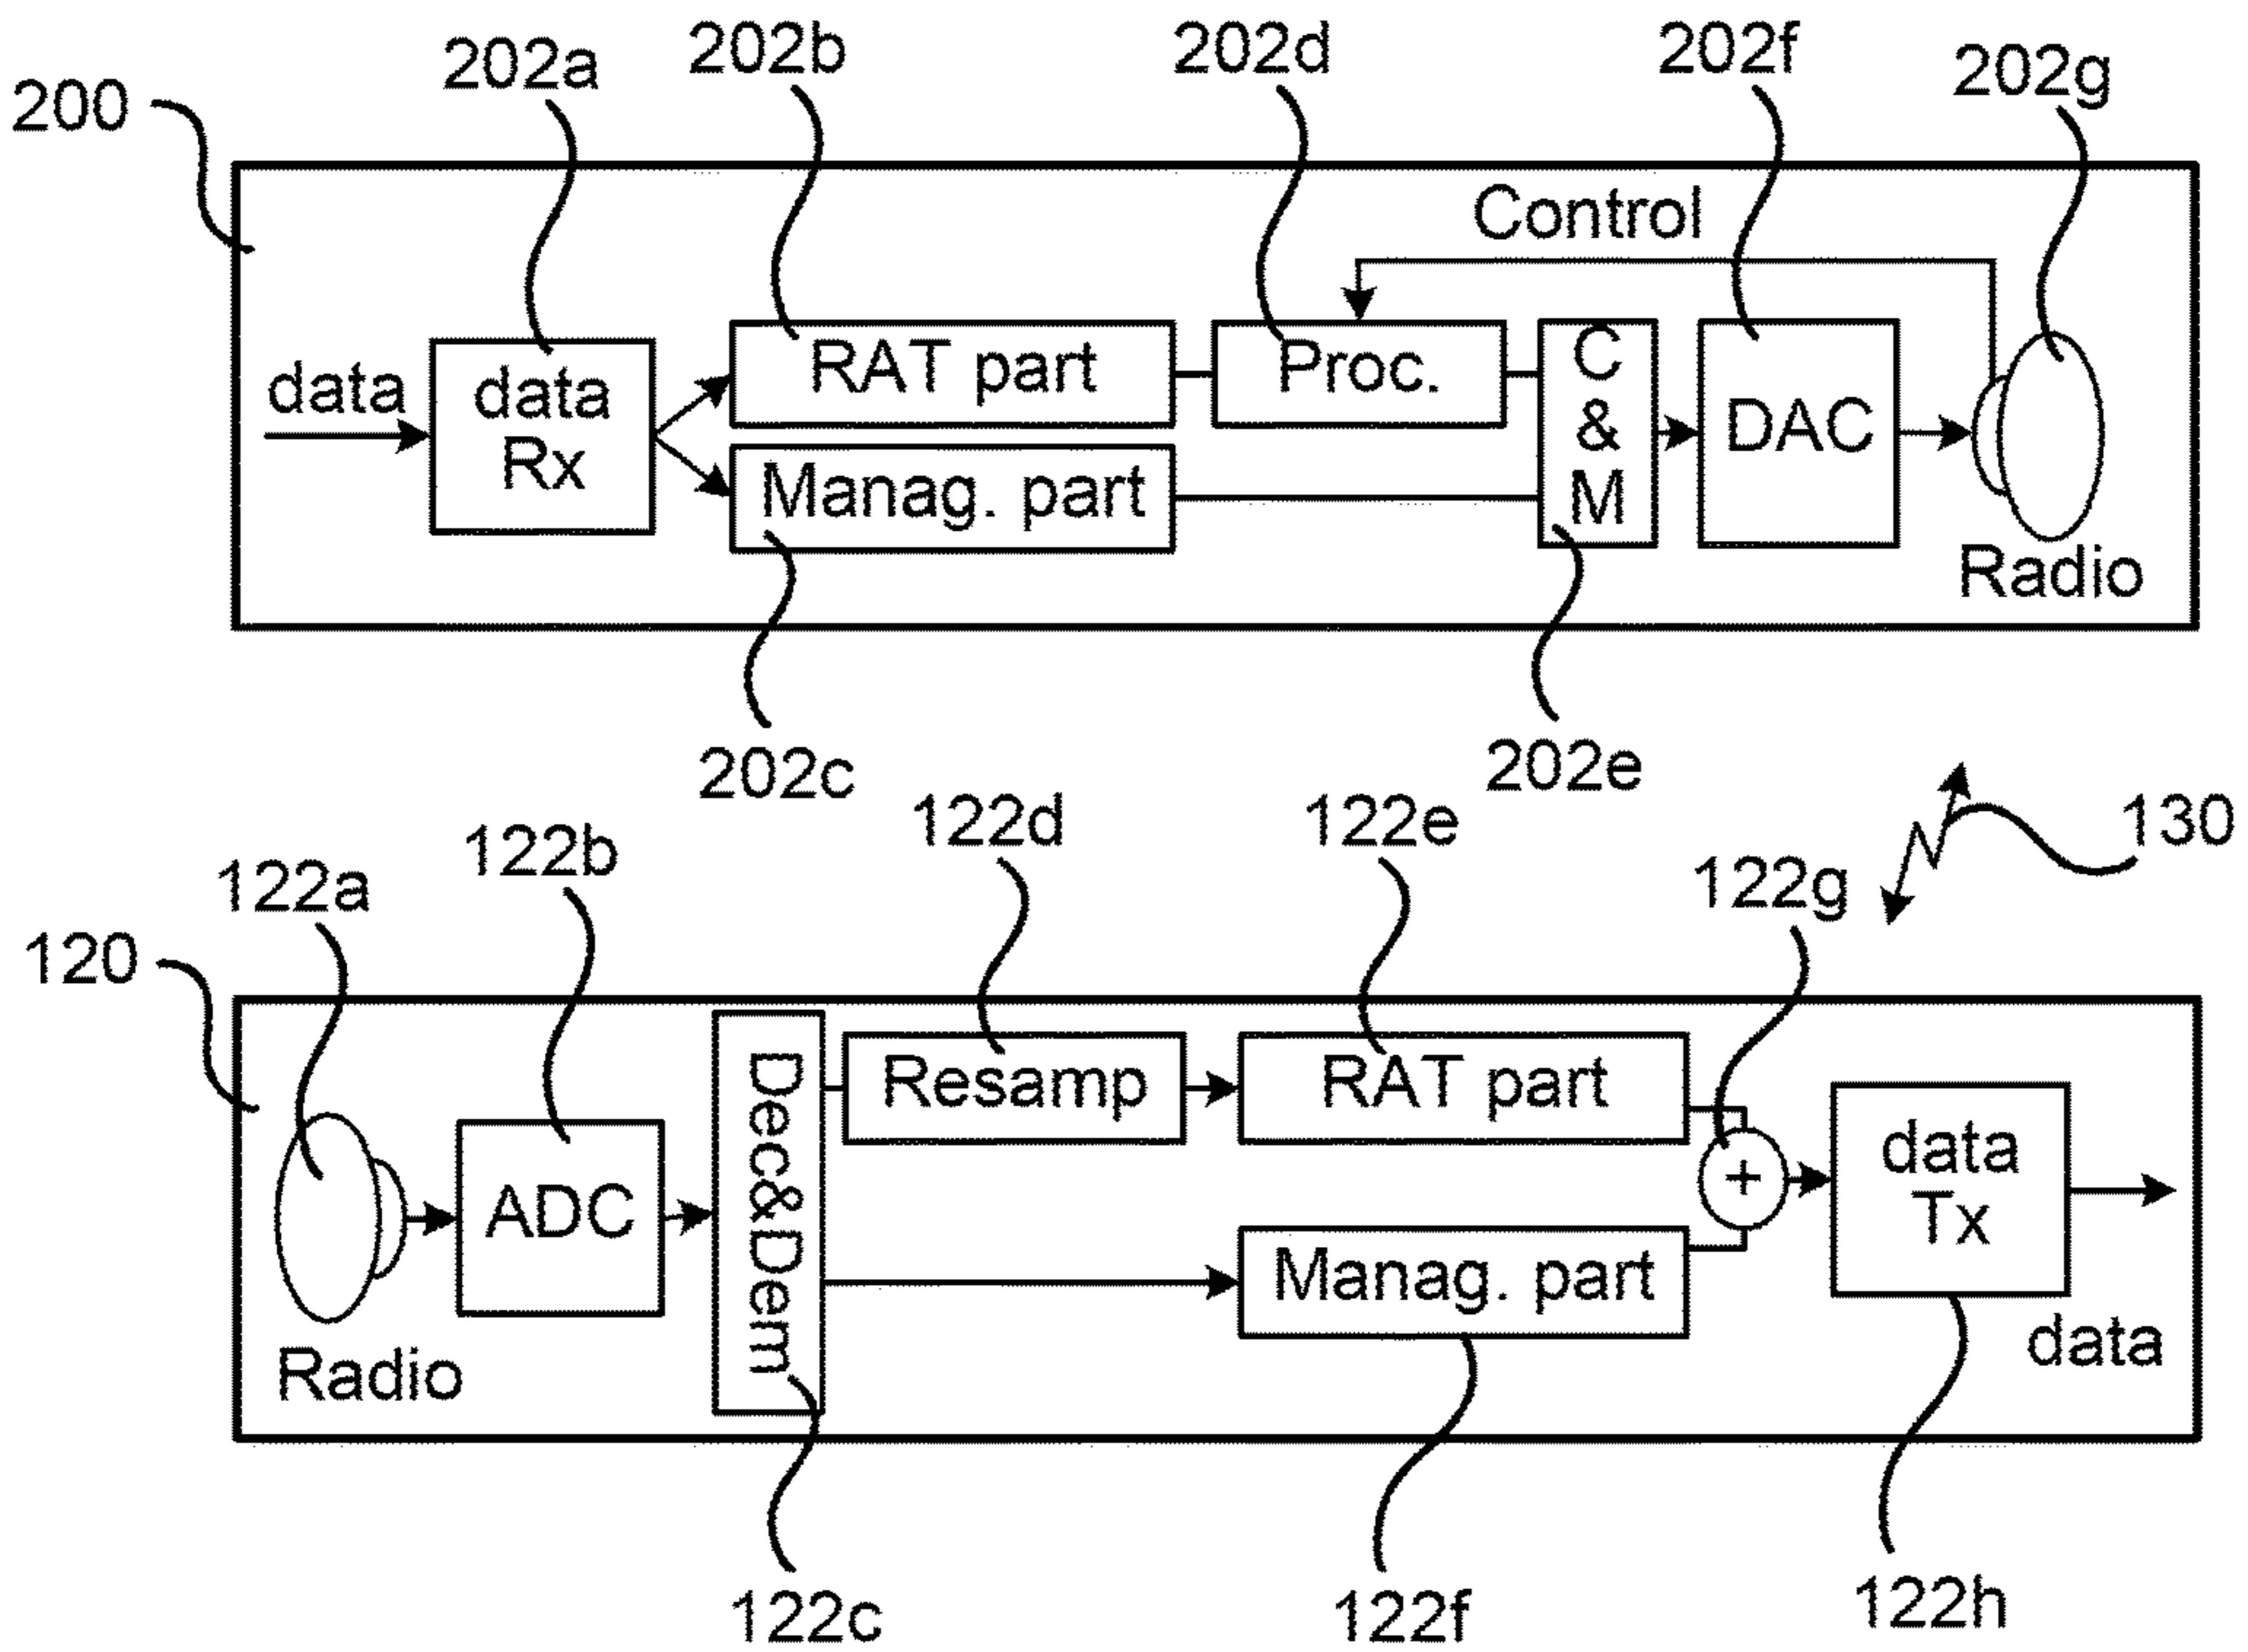 202b
202d
202f
202a
202g
200
Control
data
data
Rx
RAT part
Proc.
C
&
M
DAC
Manag. part
Radio
202c
202e
122d
122e
130
122b
122a
122g
120
Resamp
RAT part
Dec&Dem
ADC
+
data
Tx
Manag. part
data
Radio
122c
122f
122h